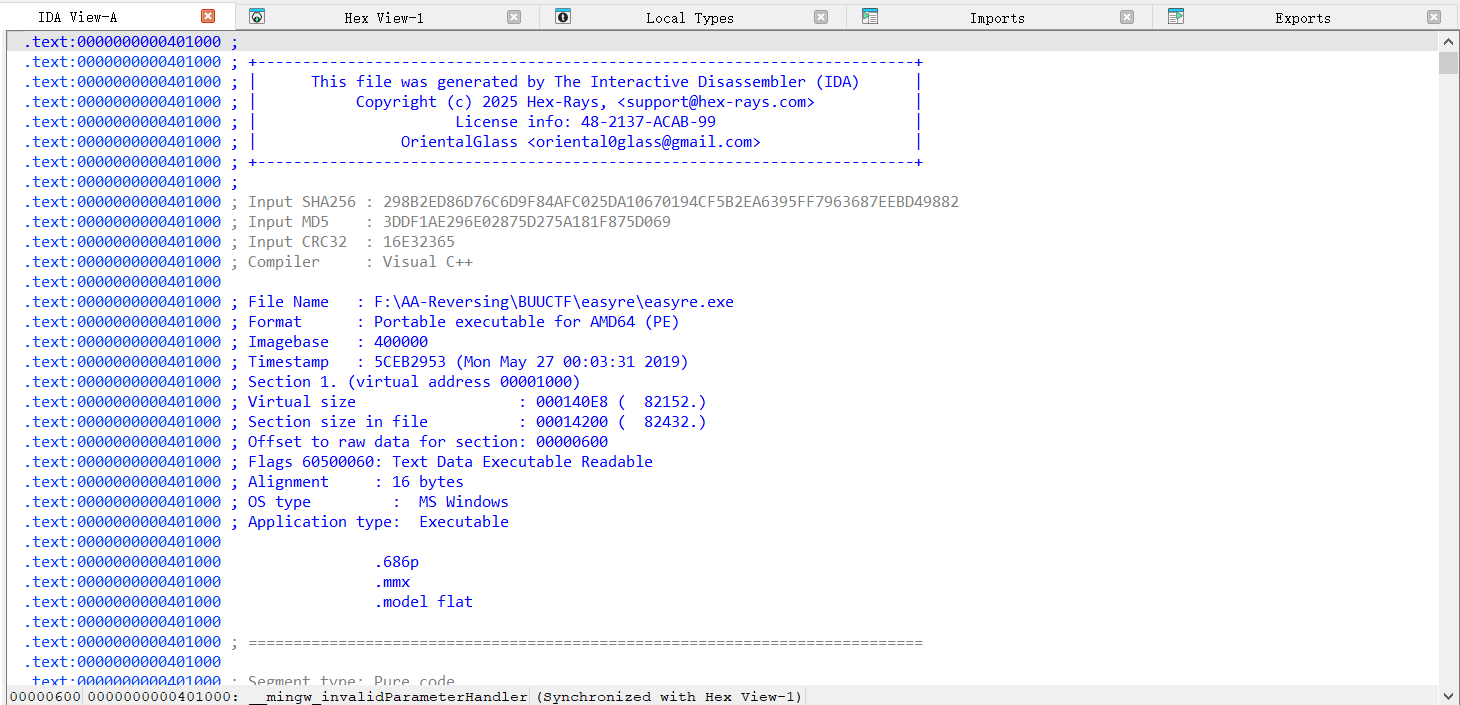 IDA View-A Hex View-1 Local Types Imports Exports
.text:0000000000401000 ;
.text:0000000000401000 ; +-------------------------------------------------------------------------+
.text:0000000000401000 ; | This file was generated by The Interactive Disassembler (IDA) |
.text:0000000000401000 ; | Copyright (c) 2025 Hex-Rays, <support@hex-rays.com> |
.text:0000000000401000 ; | License info: 48-2137-ACAB-99 |
.text:0000000000401000 ; | OrientalGlass <oriental0glass@gmail.com> |
.text:0000000000401000 ; +-------------------------------------------------------------------------+
.text:0000000000401000 ;
.text:0000000000401000 ; Input SHA256 : 298B2ED86D76C6D9F84AFC025DA10670194CF5B2EA6395FF7963687EEBD49882
.text:0000000000401000 ; Input MD5 : 3DDF1AE296E02875D275A181F875D069
.text:0000000000401000 ; Input CRC32 : 16E32365
.text:0000000000401000 ; Compiler : Visual C++
.text:0000000000401000
.text:0000000000401000 ; File Name : F:\AA-Reversing\BUUCTF\easyre\easyre.exe
.text:0000000000401000 ; Format : Portable executable for AMD64 (PE)
.text:0000000000401000 ; Imagebase : 400000
.text:0000000000401000 ; Timestamp : 5CEB2953 (Mon May 27 00:03:31 2019)
.text:0000000000401000 ; Section 1. (virtual address 00001000)
.text:0000000000401000 ; Virtual size : 000140E8 ( 82152.)
.text:0000000000401000 ; Section size in file : 00014200 ( 82432.)
.text:0000000000401000 ; Offset to raw data for section: 00000600
.text:0000000000401000 ; Flags 60500060: Text Data Executable Readable
.text:0000000000401000 ; Alignment : 16 bytes
.text:0000000000401000 ; OS type : MS Windows
.text:0000000000401000 ; Application type: Executable
.text:0000000000401000
.text:0000000000401000 .686p
.text:0000000000401000 .mmx
.text:0000000000401000 .model flat
.text:0000000000401000
.text:0000000000401000 ; ===========================================================================
.text:0000000000401000
.text:0000000000401000 ; Segment type: Pure code
00000600 0000000000401000: __mingw_invalidParameterHandler (Synchronized with Hex View-1)